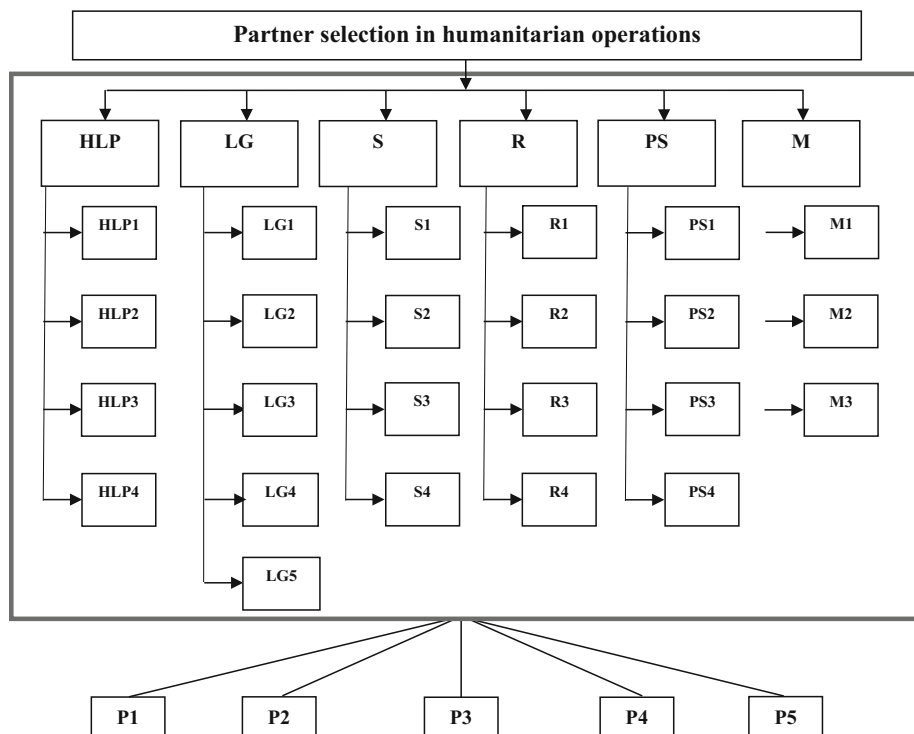 Partner selection in humanitarian operations
HLP LG S R PS M
HLP1 LG1 S1 R1 PS1 M1
HLP2 LG2 S2 R2 PS2 M2
HLP3 LG3 S3 R3 PS3 M3
HLP4 LG4 S4 R4 PS4
LG5
P1 P2 P3 P4 P5